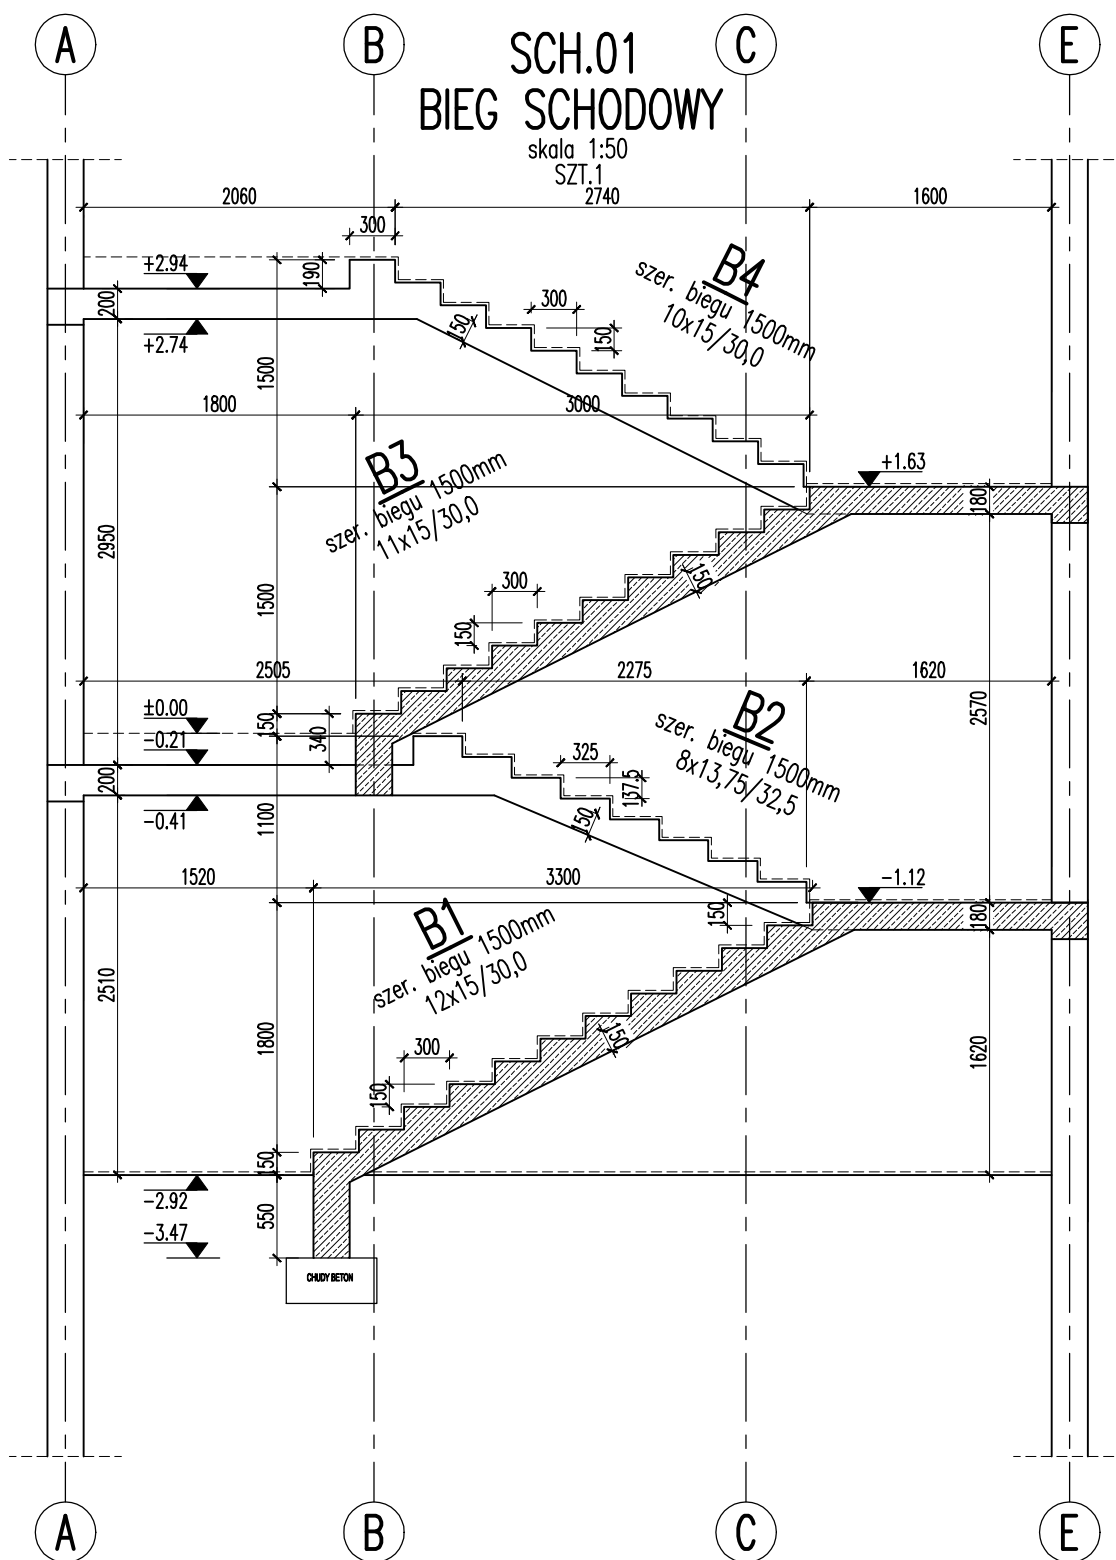 A
B
C
E
SCH.01
BIEG SCHODOWY
skala 1:50
SZT.1
2060
2740
1600
300
+2.94
190
200
+2.74
B4
szer. biegu 1500mm
10x15/30,0
300
150
150
1500
1800
3000
B3
szer. biegu 1500mm
11x15/30,0
+1.63
180
2950
300
150
150
1500
2505
2275
1620
±0.00
150
340
-0.21
200
-0.41
B2
szer. biegu 1500mm
8x13,75/32,5
325
137.5
150
2570
1100
1520
3300
-1.12
150
180
B1
szer. biegu 1500mm
12x15/30,0
2510
1800
300
150
150
1620
150
-2.92
550
-3.47
CHUDY BETON
A
B
C
E